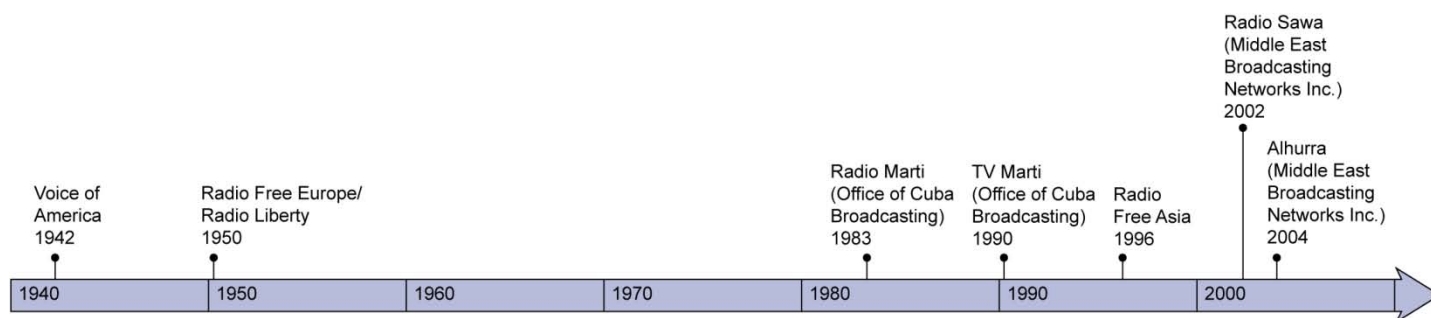 Voice of
America
1942
Radio Free Europe/
Radio Liberty
1950
Radio Marti
(Office of Cuba
Broadcasting)
1983
TV Marti
(Office of Cuba
Broadcasting)
1990
Radio
Free Asia
1996
Radio Sawa
(Middle East
Broadcasting
Networks Inc.)
2002
Alhurra
(Middle East
Broadcasting
Networks Inc.)
2004
1940
1950
1960
1970
1980
1990
2000